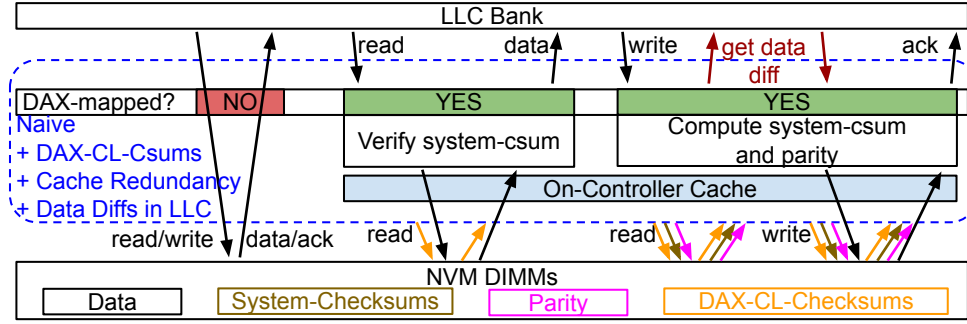 LLC Bank
read
data
write
get data
diff
ack
DAX-mapped?
NO
YES
YES
Naive
+ DAX-CL-Csums
+ Cache Redundancy
+ Data Diffs in LLC
Verify system-csum
Compute system-csum
and parity
On-Controller Cache
read/write
data/ack
read
read
write
NVM DIMMs
Data
System-Checksums
Parity
DAX-CL-Checksums